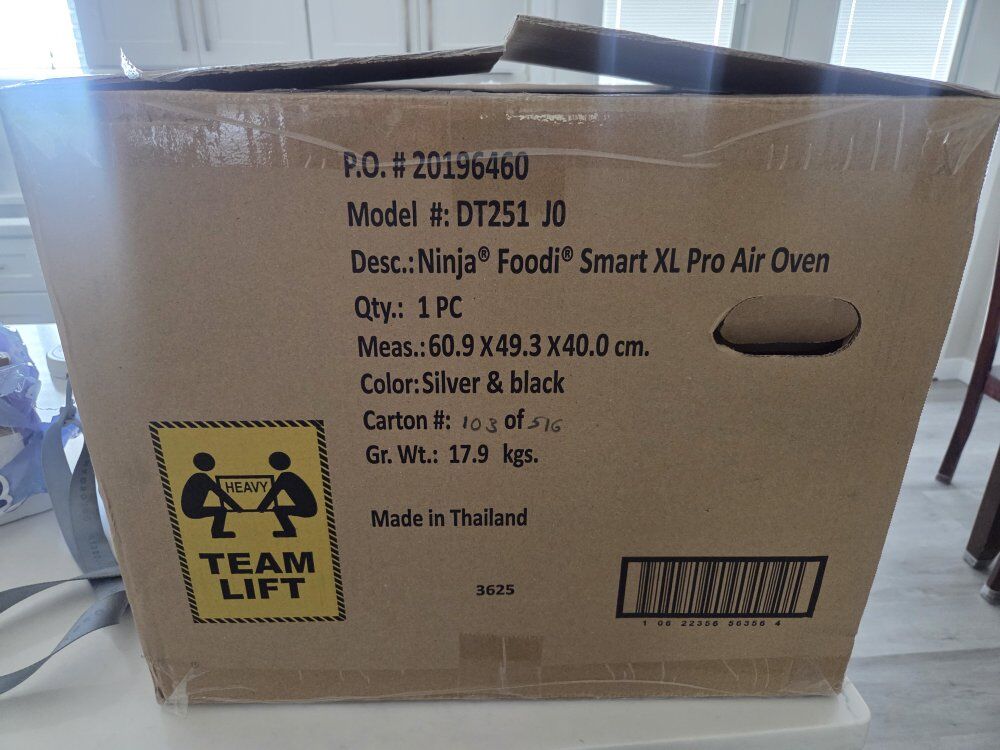 P.O. # 20196460
Model #: DT251 J0
Desc.: Ninja® Foodi® Smart XL Pro Air Oven
Qty.: 1 PC
Meas.: 60.9 X 49.3 X 40.0 cm.
Color: Silver & black
Carton #: 103 of 516
Gr. Wt.: 17.9 kgs.
HEAVY
TEAM
LIFT
Made in Thailand
3625
1 06 22356 56356 4